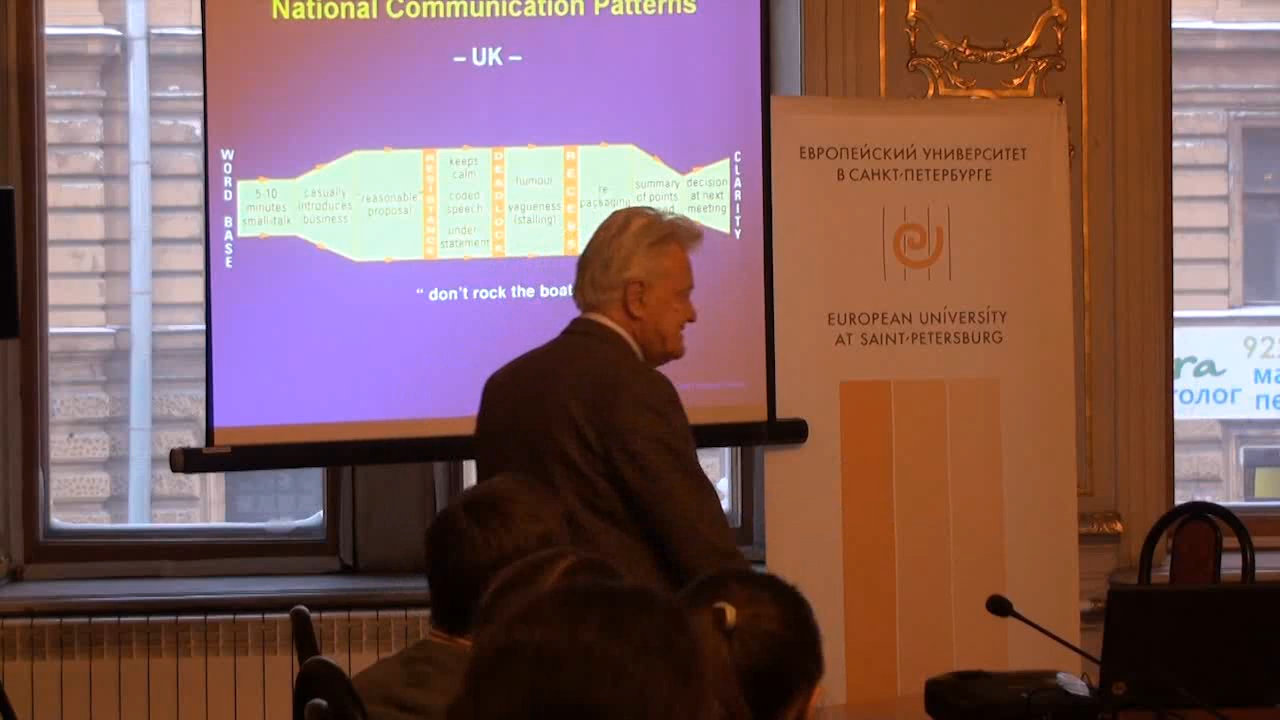 National Communication Patterns
– UK –
WORD BASE
5-10
minutes
small-talk
casually
introduces
business
"reasonable"
proposal
RESISTANCE
keeps
calm
coded
speech
under-
statement
DEADLOCK
humour
vagueness
(stalling)
RECESS
re
packaging
summary
of points
decision
at next
meeting
CLARITY
“ don't rock the boat
ЕВРОПЕЙСКИЙ УНИВЕРСИТЕТ
В САНКТ-ПЕТЕРБУРГЕ
EUROPEAN UNIVERSITY
AT SAINT-PETERSBURG